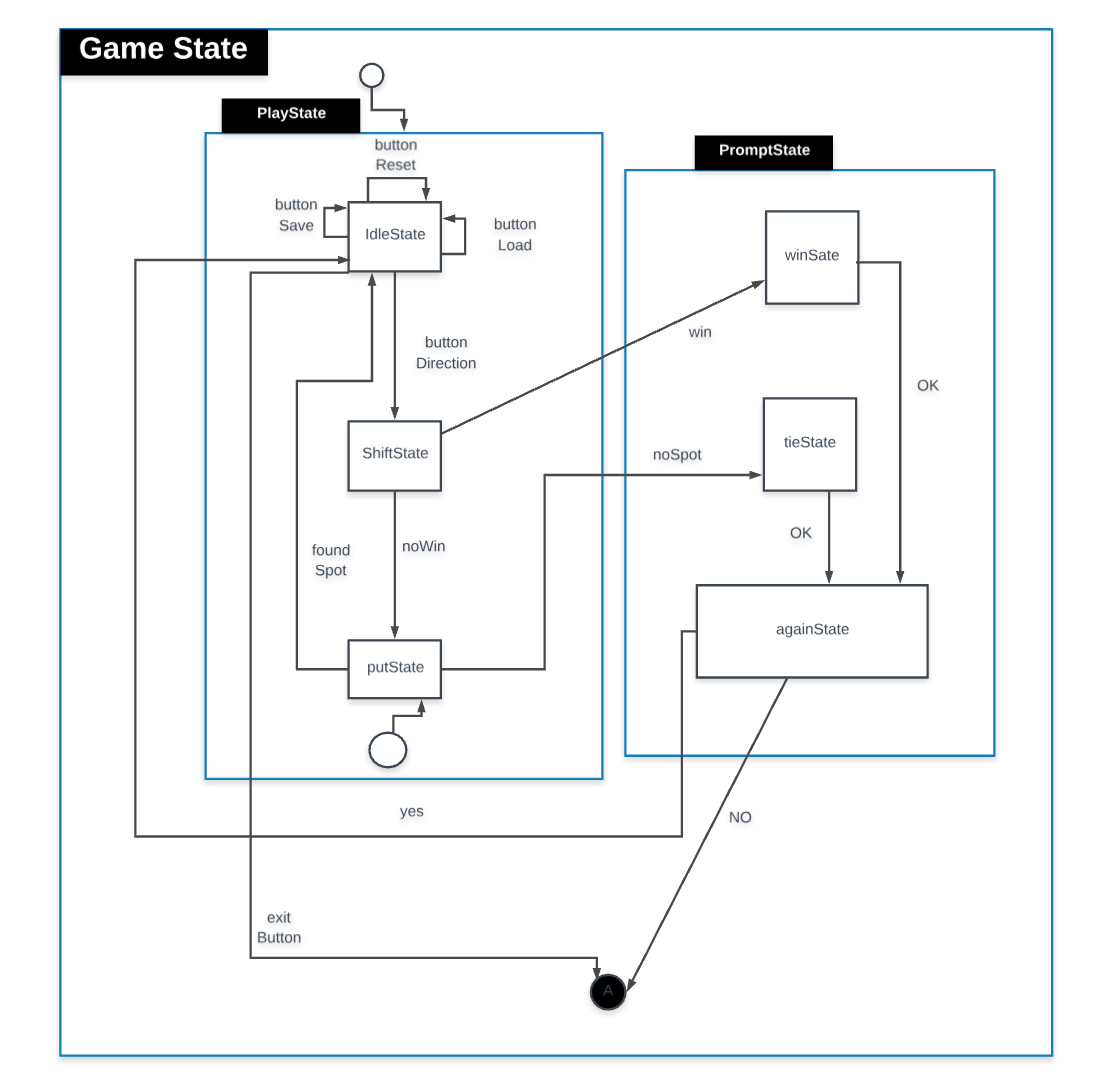 Game State
PlayState
PromptState
button
Reset
button
Save
IdleState
button
Load
winSate
win
button
Direction
OK
ShiftState
tieState
noSpot
OK
found
Spot
noWin
againState
putState
yes
NO
exit
Button
A